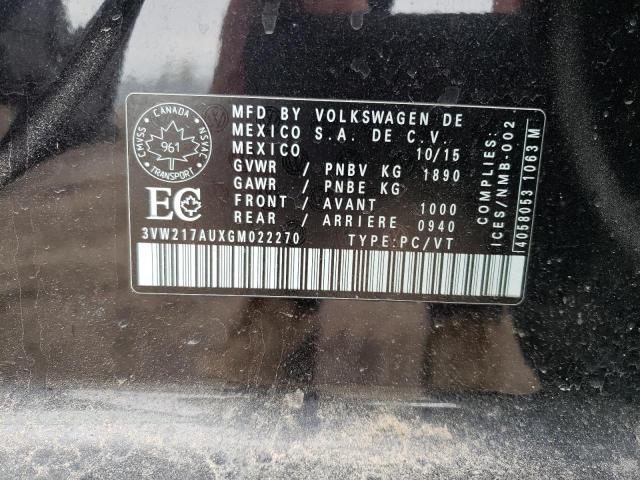 CANADA
CMVSS
NSVAC
961
TRANSPORT
EC
MFD BY VOLKSWAGEN DE
MEXICO S.A. DE C.V.
MEXICO 10/15
GVWR / PNBV KG 1890
GAWR / PNBE KG
FRONT / AVANT 1000
REAR / ARRIERE 0940
3VW217AUXGM022270 TYPE:PC/VT
COMPLIES:
ICES/NMB-002
14058053 1063 M